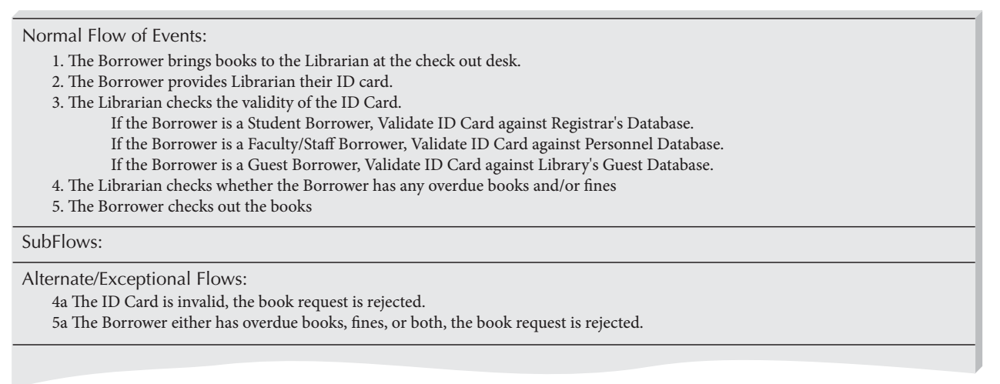 Normal Flow of Events:
1. The Borrower brings books to the Librarian at the check out desk.
2. The Borrower provides Librarian their ID card.
3. The Librarian checks the validity of the ID Card.
If the Borrower is a Student Borrower, Validate ID Card against Registrar's Database.
If the Borrower is a Faculty/Staff Borrower, Validate ID Card against Personnel Database.
If the Borrower is a Guest Borrower, Validate ID Card against Library's Guest Database.
4. The Librarian checks whether the Borrower has any overdue books and/or fines
5. The Borrower checks out the books
SubFlows:
Alternate/Exceptional Flows:
4a The ID Card is invalid, the book request is rejected.
5a The Borrower either has overdue books, fines, or both, the book request is rejected.